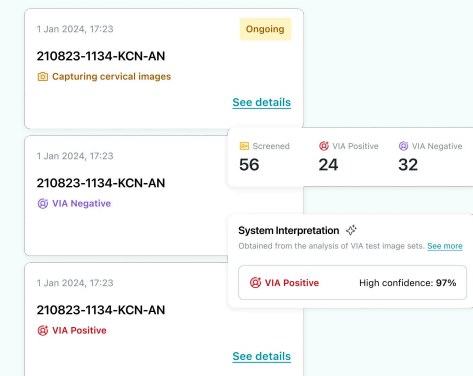 1 Jan 2024, 17:23
Ongoing
210823-1134-KCN-AN
Capturing cervical images
See details
1 Jan 2024, 17:23
210823-1134-KCN-AN
VIA Negative
Screened
VIA Positive
VIA Negative
56
24
32
System Interpretation
Obtained from the analysis of VIA test image sets. See more
VIA Positive
High confidence: 97%
1 Jan 2024, 17:23
210823-1134-KCN-AN
VIA Positive
See details